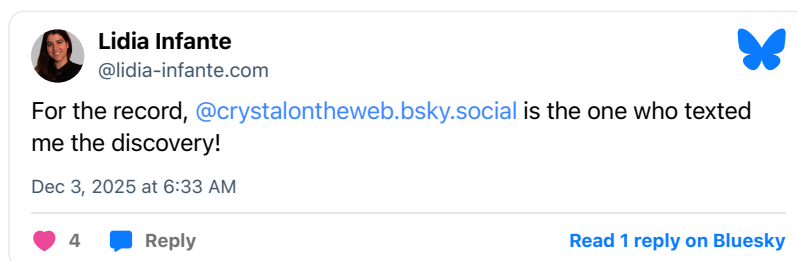 Lidia Infante
@lidia-infante.com
For the record, @crystalontheweb.bsky.social is the one who texted
me the discovery!
Dec 3, 2025 at 6:33 AM
4 Reply Read 1 reply on Bluesky